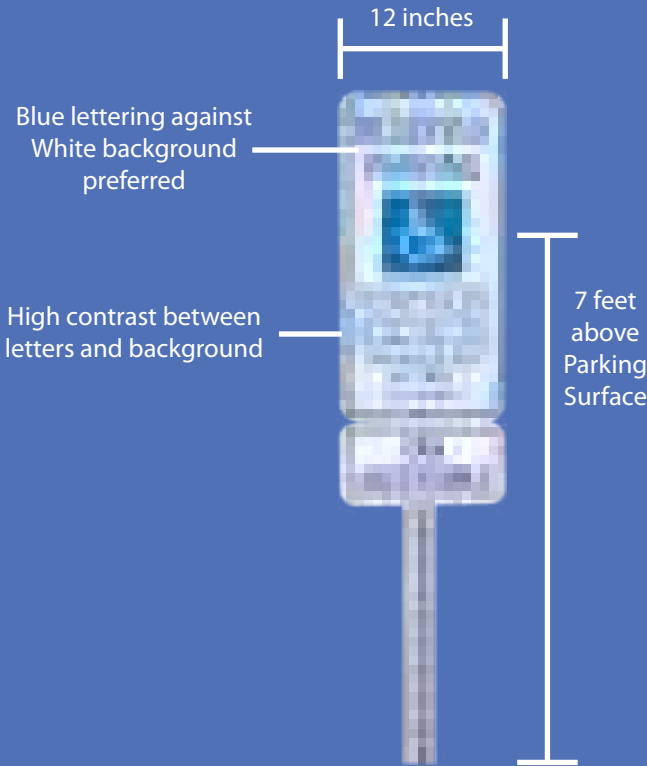 12 inches
Blue lettering against
White background
preferred
High contrast between
letters and background
7 feet
above
Parking
Surface